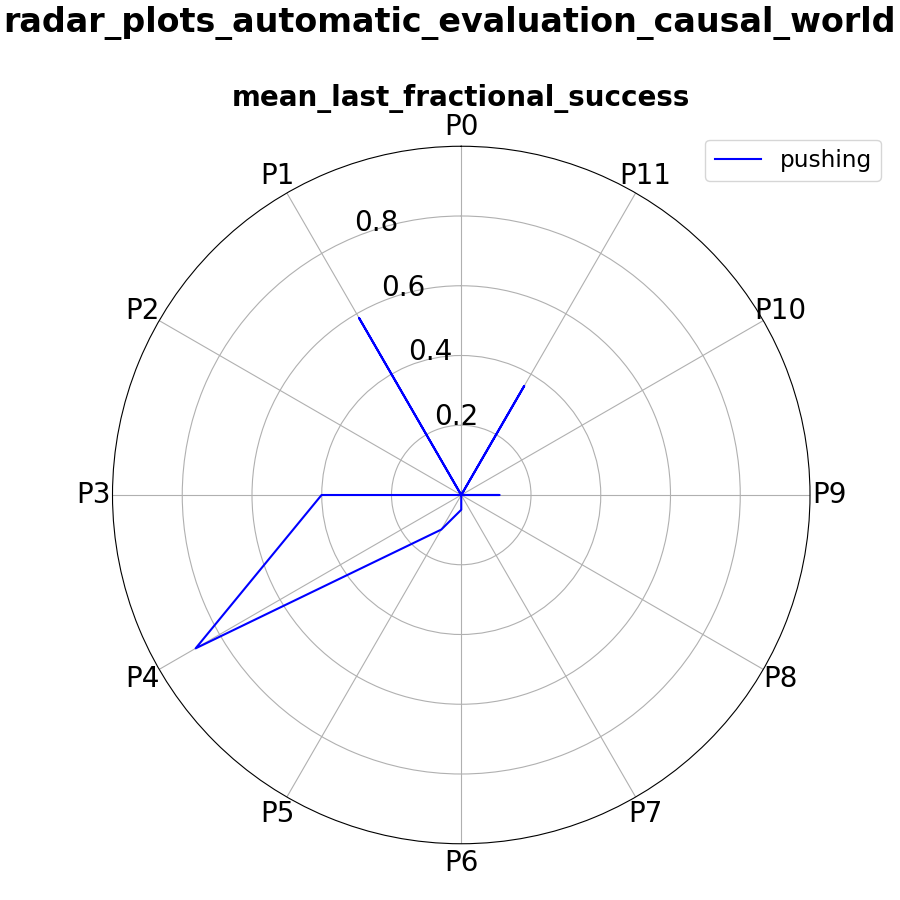 radar_plots_automatic_evaluation_causal_world
mean_last_fractional_success
P0
P1
P11
pushing
0.8
0.6
P2
P10
0.4
0.2
P3
P9
P4
P8
P5
P7
P6